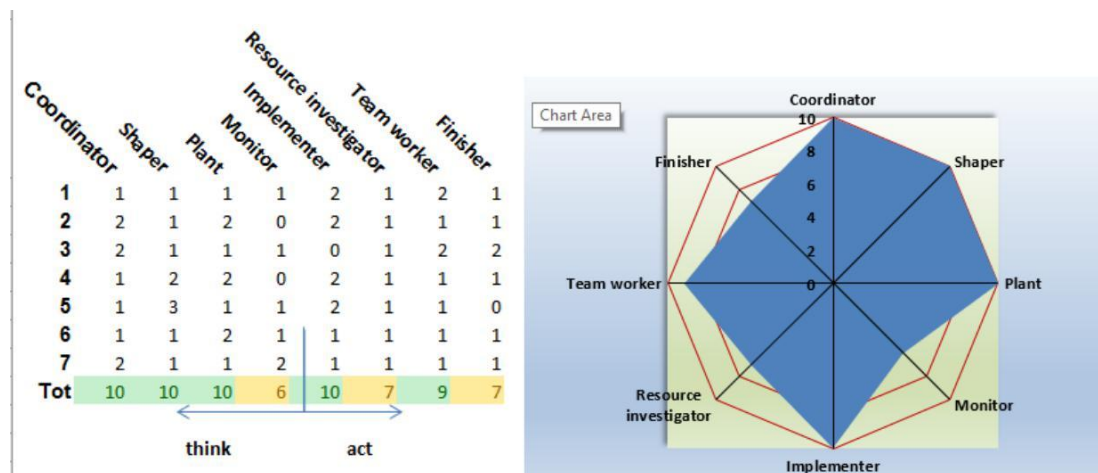 Coordinator
Shaper
Plant
Monitor
Implementer
Resource investigator
Team worker
Finisher
1 1 1 1 1 2 1 2 1
2 2 1 2 0 2 1 1 1
3 2 1 1 1 0 1 2 2
4 1 2 2 0 2 1 1 1
5 1 3 1 1 2 1 1 0
6 1 1 2 1 1 1 1 1
7 2 1 1 2 1 1 1 1
Tot 10 10 10 6 10 7 9 7
think act
Chart Area
Coordinator
10
Finisher
Shaper
8
6
4
2
Team worker
0
Plant
Resource
investigator
Monitor
Implementer